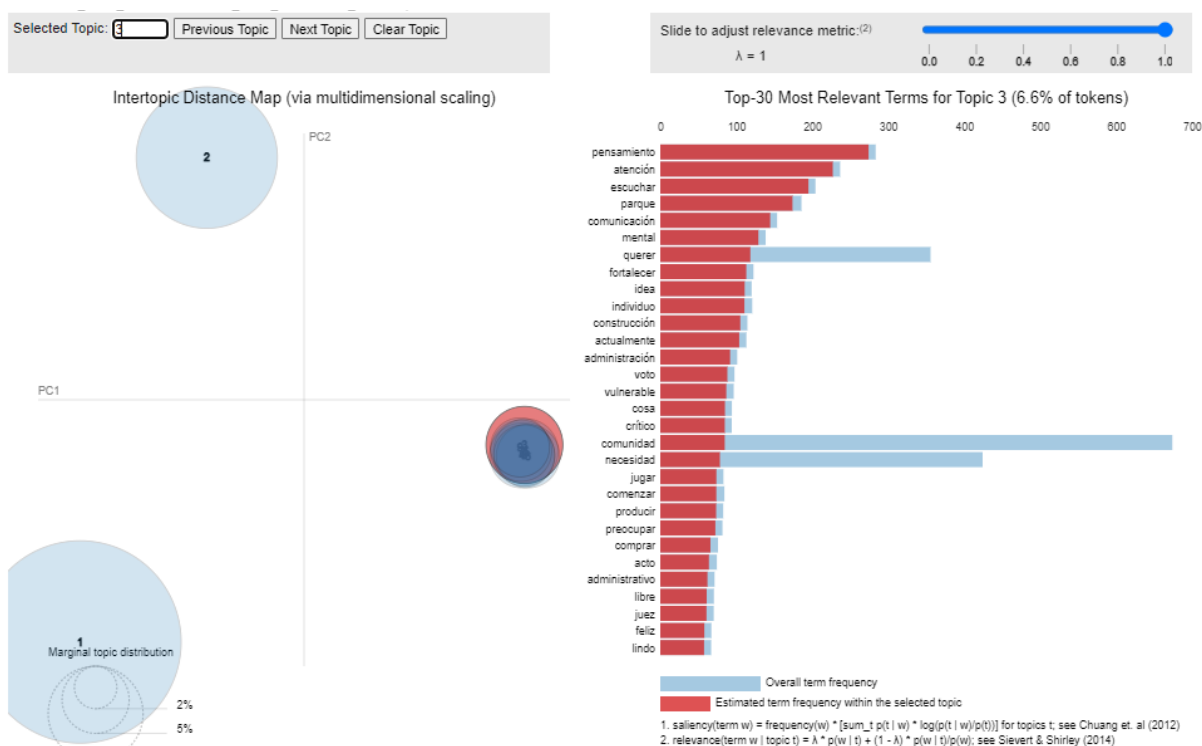 Selected Topic: 3 Previous Topic Next Topic Clear Topic
Slide to adjust relevance metric:(2)
λ = 1
0.0 0.2 0.4 0.6 0.8 1.0
Intertopic Distance Map (via multidimensional scaling)
PC2
PC1
2
1
Marginal topic distribution
2%
5%
Top-30 Most Relevant Terms for Topic 3 (6.6% of tokens)
0 100 200 300 400 500 600 700
pensamiento
atención
escuchar
parque
comunicación
mental
querer
fortalecer
idea
individuo
construcción
actualmente
administración
voto
vulnerable
cosa
crítico
comunidad
necesidad
jugar
comenzar
producir
preocupar
comprar
acto
administrativo
libre
juez
feliz
lindo
Overall term frequency
Estimated term frequency within the selected topic
1. saliency(term w) = frequency(w) * [sum_t p(t | w) * log(p(t | w)/p(t))] for topics t; see Chuang et. al (2012)
2. relevance(term w | topic t) = λ * p(w | t) + (1 - λ) * p(w | t)/p(w); see Sievert & Shirley (2014)